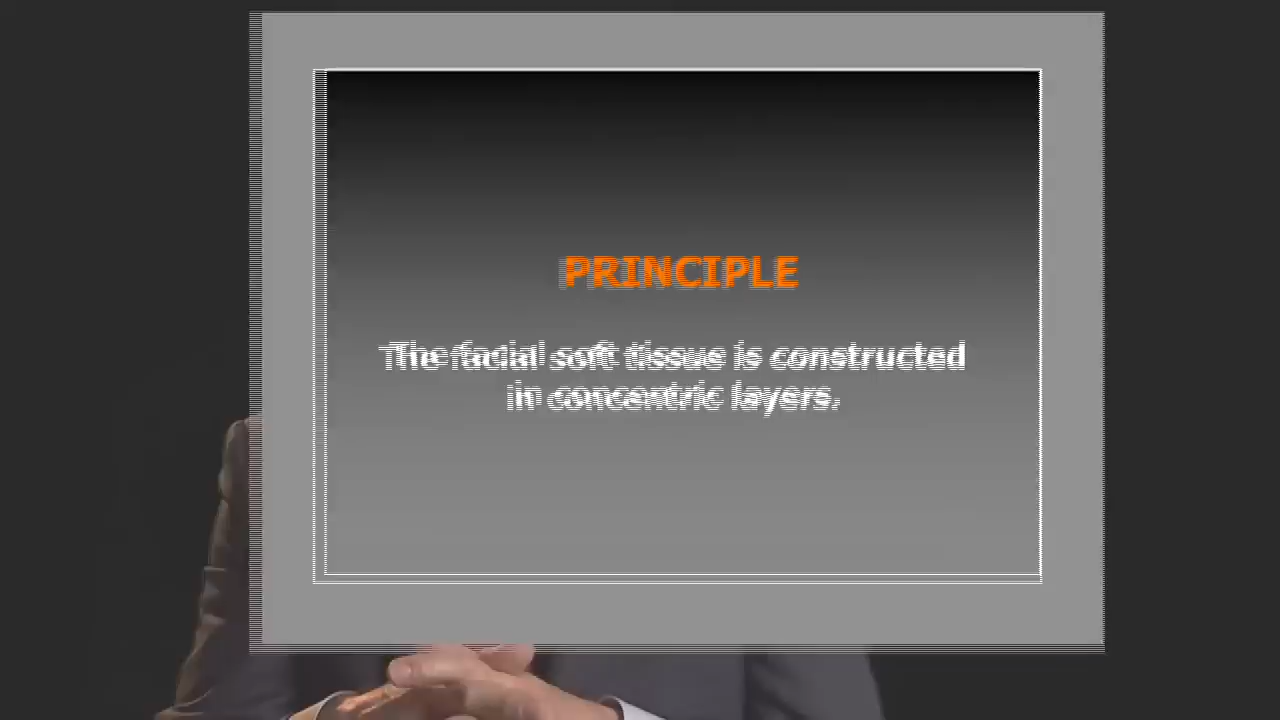 PRINCIPLE
The facial soft tissue is constructed
in concentric layers.